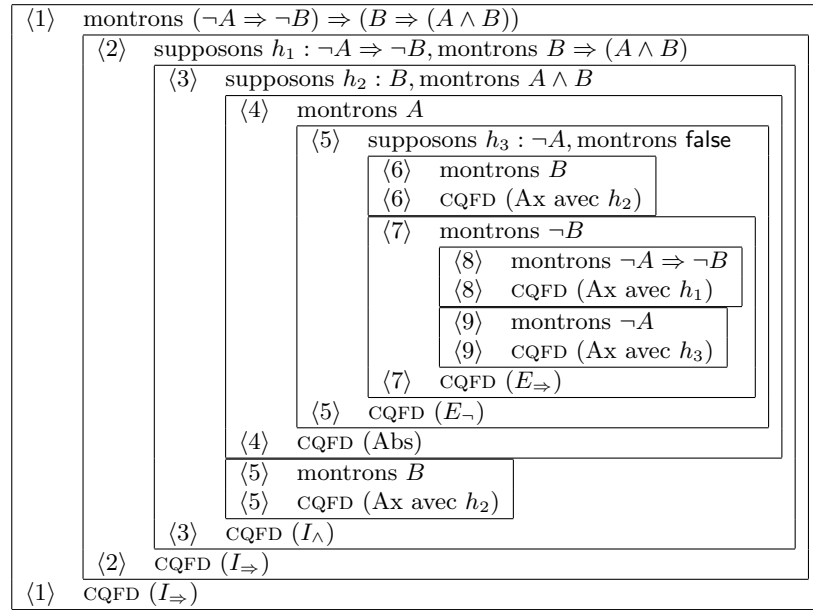 ⟨1⟩ montrons (¬A ⇒ ¬B) ⇒ (B ⇒ (A ∧ B))
⟨2⟩ supposons h₁ : ¬A ⇒ ¬B, montrons B ⇒ (A ∧ B)
⟨3⟩ supposons h₂ : B, montrons A ∧ B
⟨4⟩ montrons A
⟨5⟩ supposons h₃ : ¬A, montrons false
⟨6⟩ montrons B
⟨6⟩ CQFD (Ax avec h₂)
⟨7⟩ montrons ¬B
⟨8⟩ montrons ¬A ⇒ ¬B
⟨8⟩ CQFD (Ax avec h₁)
⟨9⟩ montrons ¬A
⟨9⟩ CQFD (Ax avec h₃)
⟨7⟩ CQFD (E⇒)
⟨5⟩ CQFD (E¬)
⟨4⟩ CQFD (Abs)
⟨5⟩ montrons B
⟨5⟩ CQFD (Ax avec h₂)
⟨3⟩ CQFD (I∧)
⟨2⟩ CQFD (I⇒)
⟨1⟩ CQFD (I⇒)